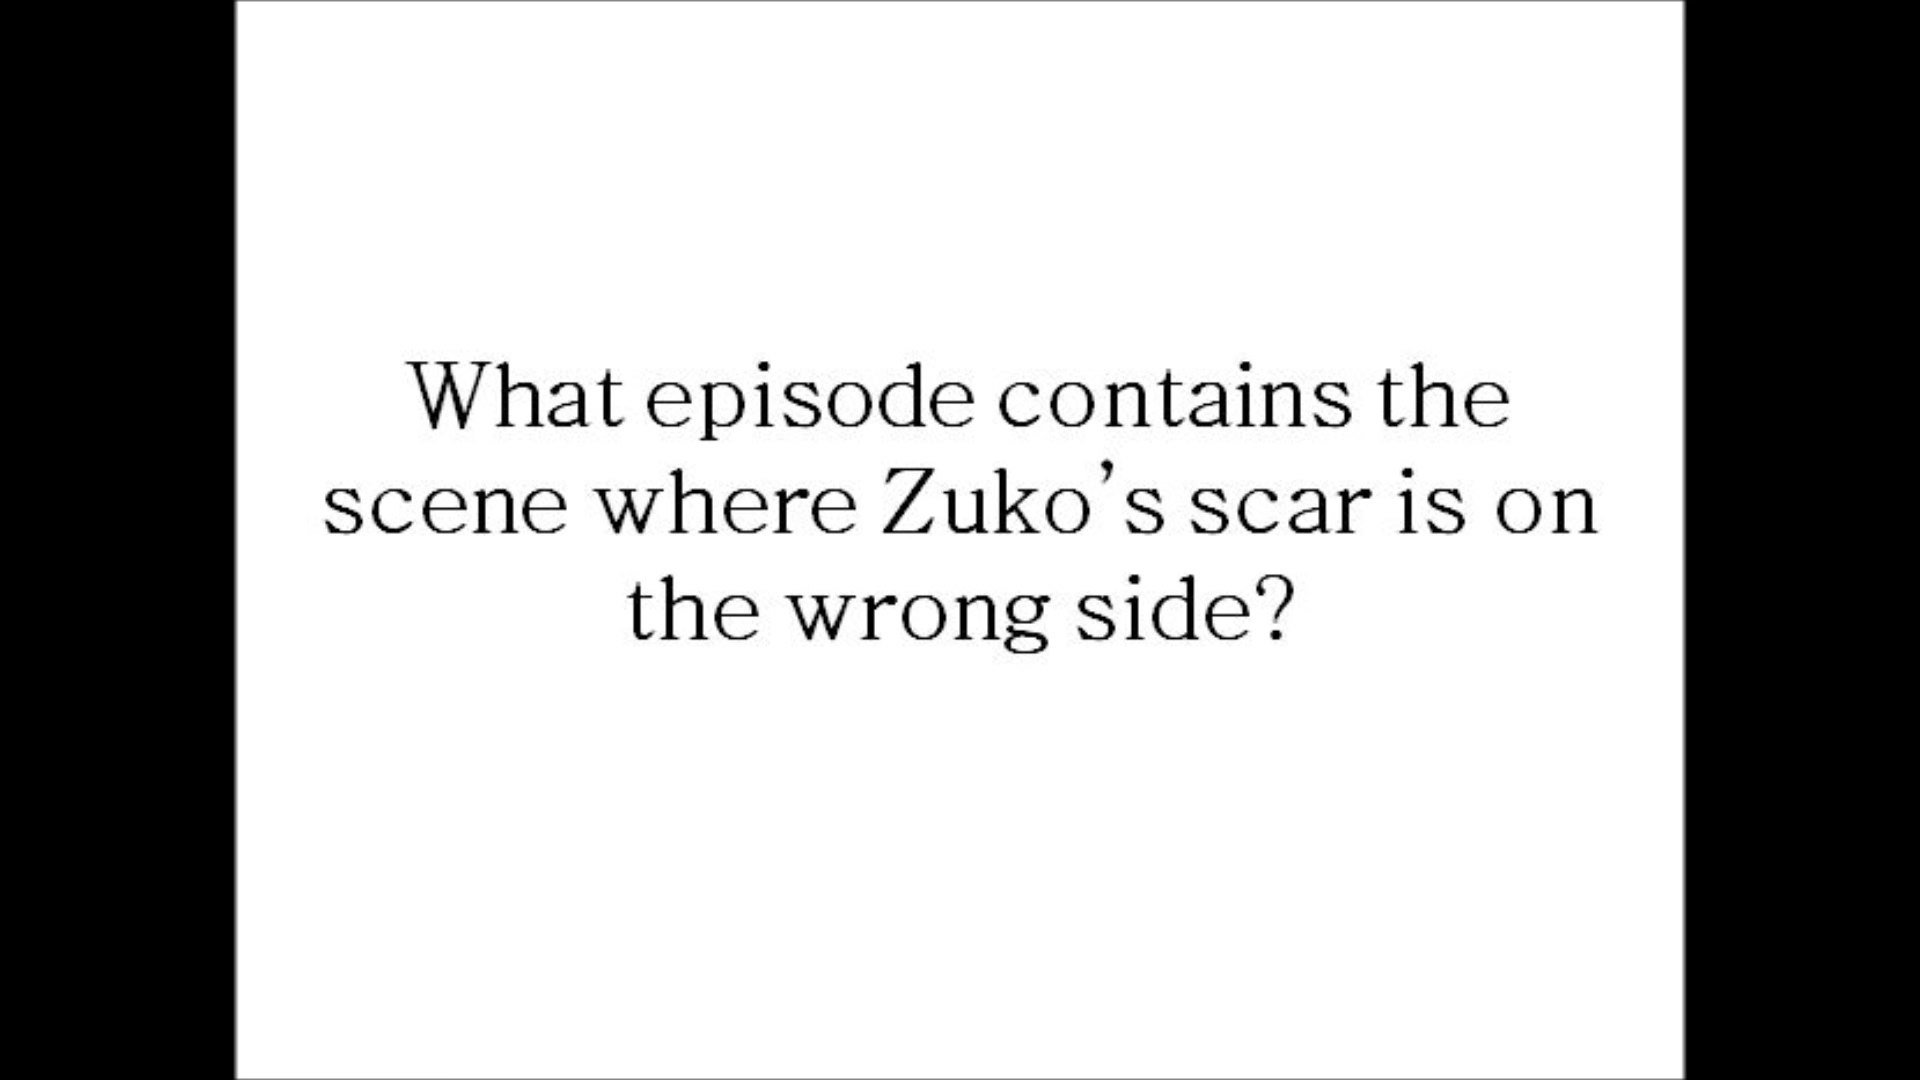 What episode contains the
scene where Zuko’s scar is on
the wrong side?